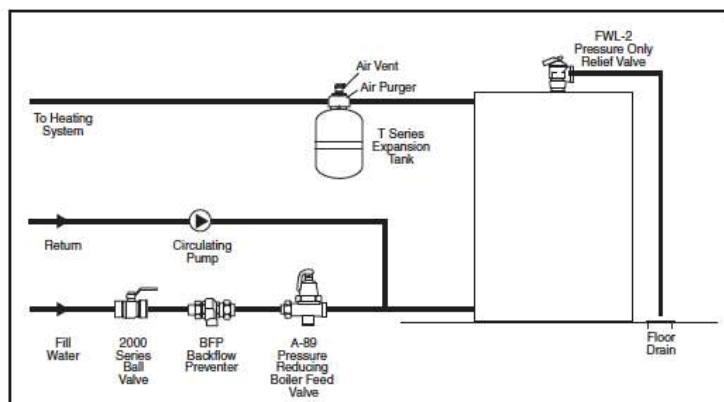 FWL-2
Pressure Only
Relief Valve
Air Vent
Air Purger
To Heating
System
T Series
Expansion
Tank
Return
Circulating
Pump
Fill
Water
2000
Series
Ball
Valve
BFP
Backflow
Preventer
A-89
Pressure
Reducing
Boiler Feed
Valve
Floor
Drain